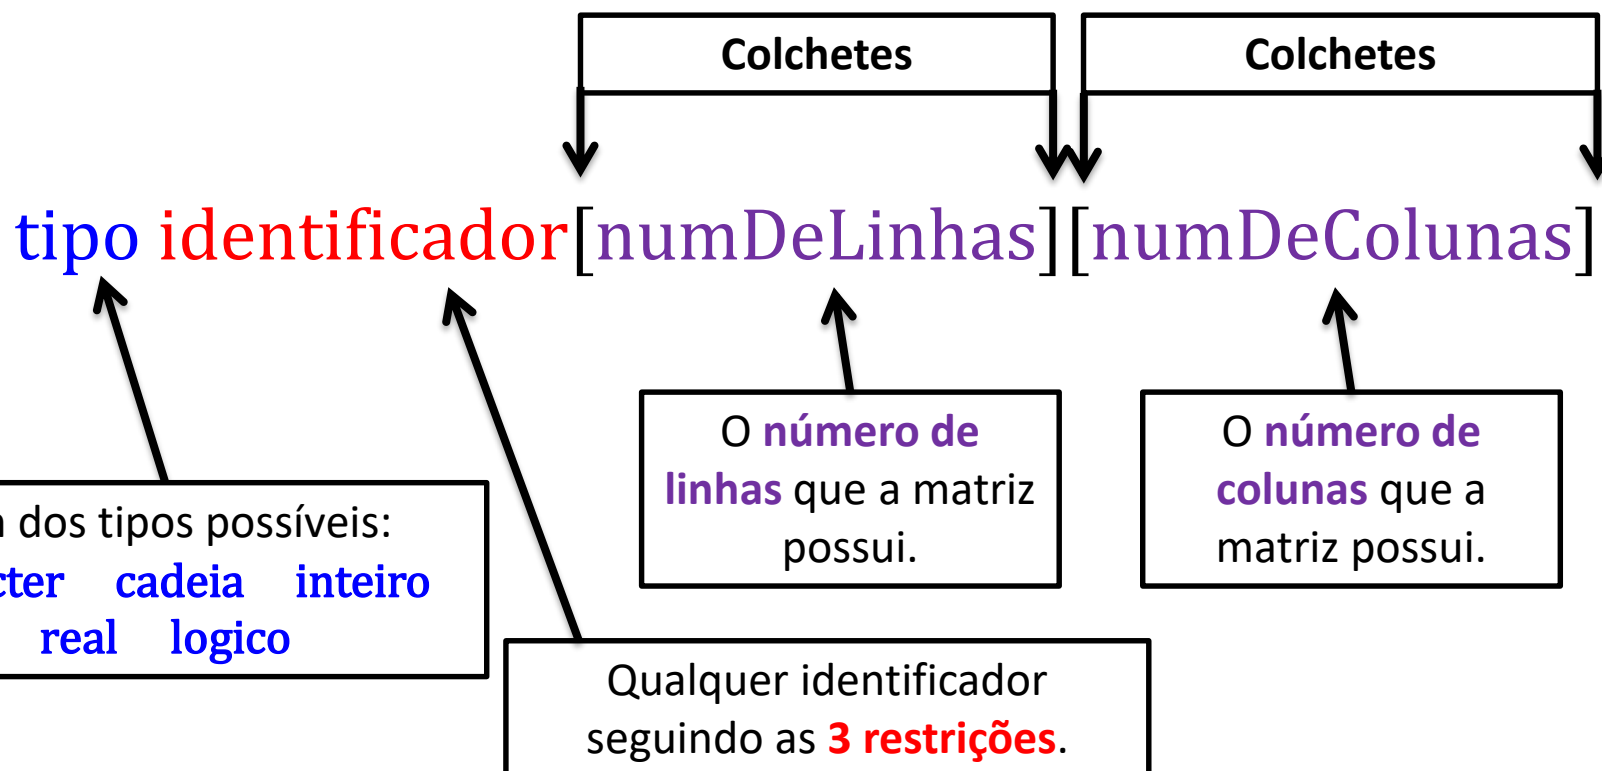 Colchetes Colchetes
tipo identificador[numDeLinhas][numDeColunas]
O número de
linhas que a matriz
possui.
O número de
colunas que a
matriz possui.
dos tipos possíveis:
cter cadeia inteiro
real logico
Qualquer identificador
seguindo as 3 restrições.